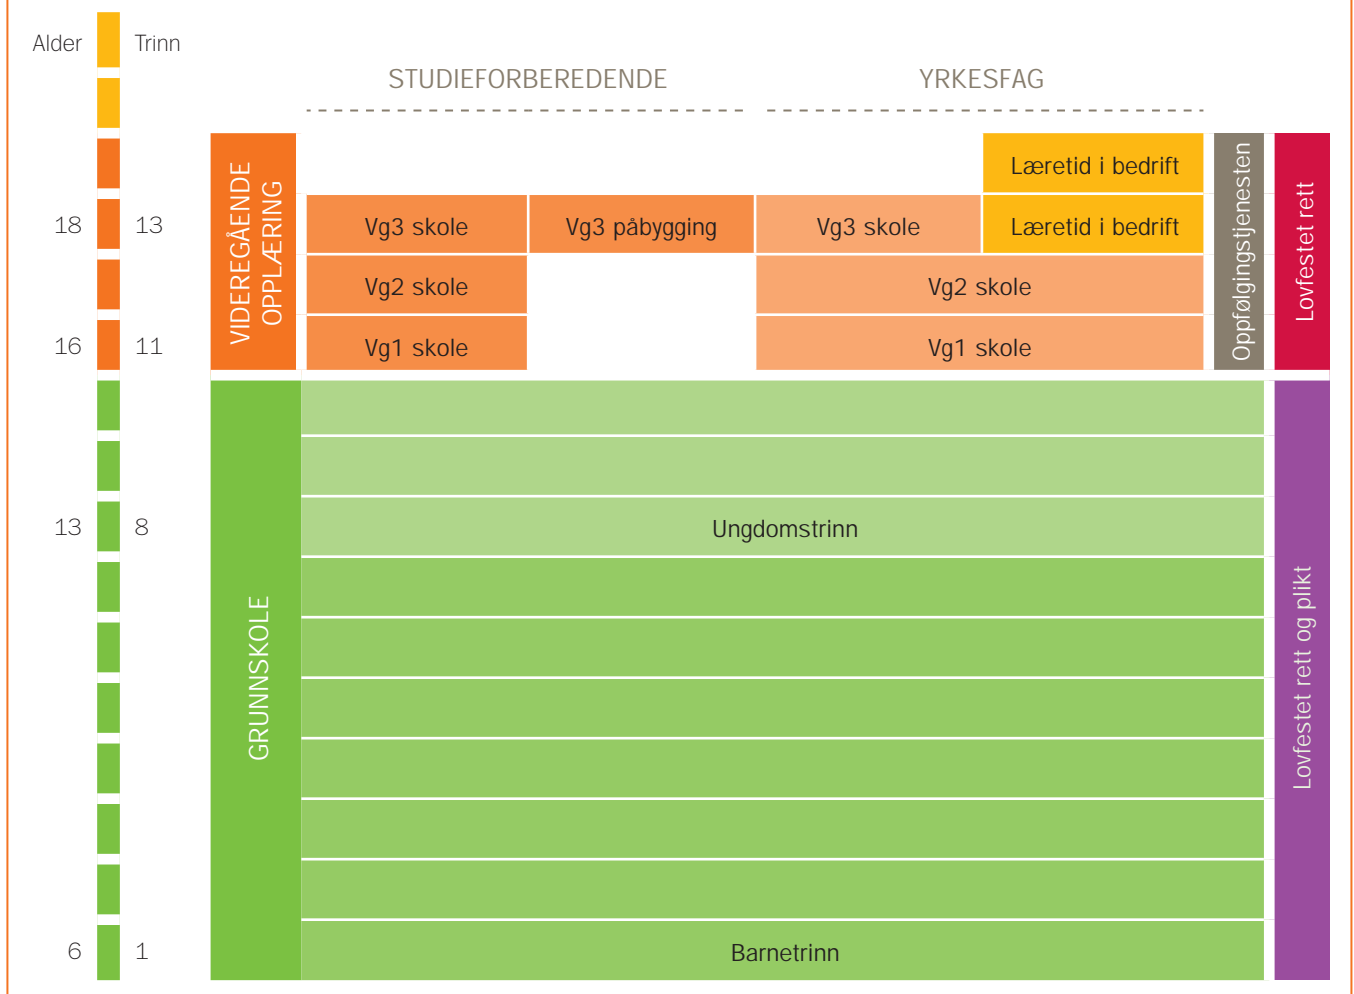 Alder Trinn
STUDIEFORBEREDENDE YRKESFAG
Læretid i bedrift
18 13 Vg3 skole Vg3 påbygging Vg3 skole Læretid i bedrift
Vg2 skole Vg2 skole
16 11 Vg1 skole Vg1 skole
VIDEREGÅENDE
OPPLÆRING
Oppfølgingstjenesten
Lovfestet rett
13 8 Ungdomstrinn
GRUNNSKOLE
Lovfestet rett og plikt
6 1 Barnetrinn